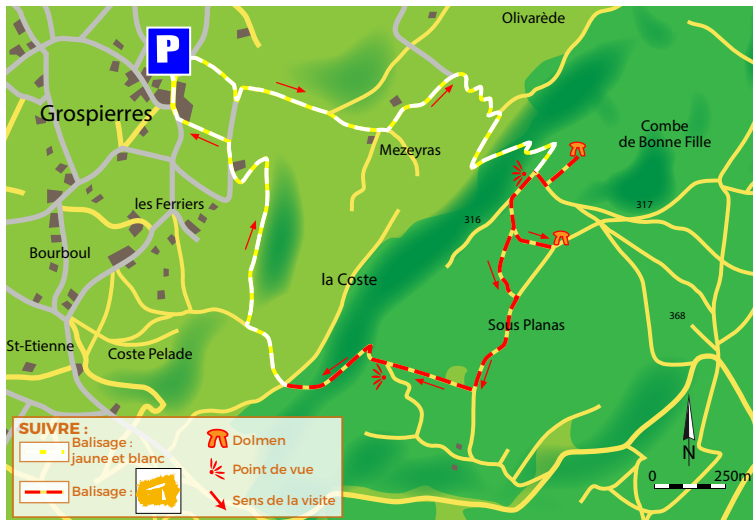 Olivarède
P
Grospierres
Combe
de Bonne Fille
Mezeyras
les Ferriers
317
316
Bourboul
la Coste
Sous Planas
368
St-Etienne
Coste Pelade
SUIVRE :
Balisage :
jaune et blanc
Balisage :
Dolmen
Point de vue
Sens de la visite
N
0 250m